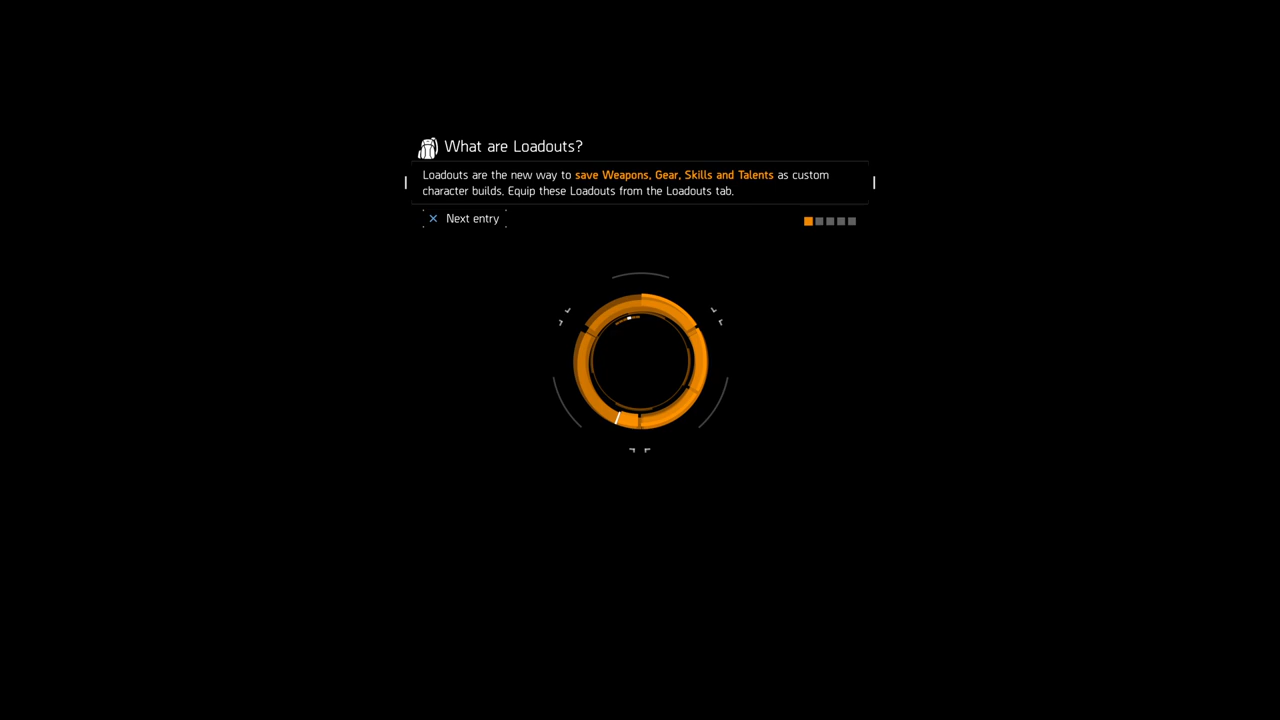 What are Loadouts?
Loadouts are the new way to save Weapons, Gear, Skills and Talents as custom
character builds. Equip these Loadouts from the Loadouts tab.
Next entry